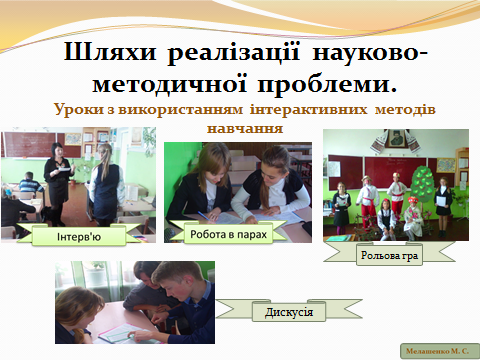 Шляхи реалізації науково-
методичної проблеми.
Уроки з використанням інтерактивних методів
навчання
Інтерв'ю
Робота в парах
Рольова гра
Дискусія
Мелашенко М. С.